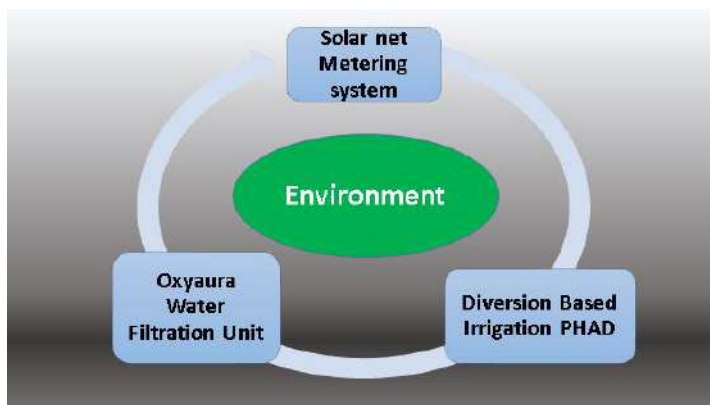 Solar net
Metering
system
Environment
Oxyaura
Water
Filtration Unit
Diversion Based
Irrigation PHAD